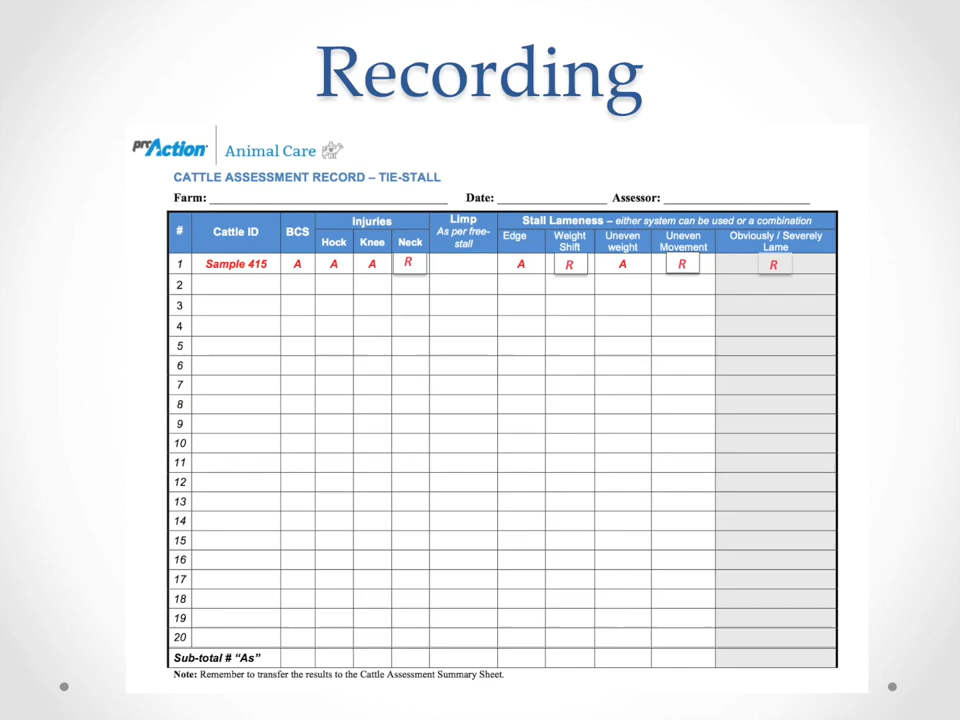 Recording
proAction Animal Care
CATTLE ASSESSMENT RECORD – TIE-STALL
Farm: Date: Assessor:
# Cattle ID BCS Injuries Limp As per free-stall Stall Lameness – either system can be used or a combination
Hock Knee Neck Edge Weight Shift Uneven weight Uneven Movement Obviously / Severely Lame
1 Sample 415 A A A R A R A R R
2
3
4
5
6
7
8
9
10
11
12
13
14
15
16
17
18
19
20
Sub-total # “As”
Note: Remember to transfer the results to the Cattle Assessment Summary Sheet.